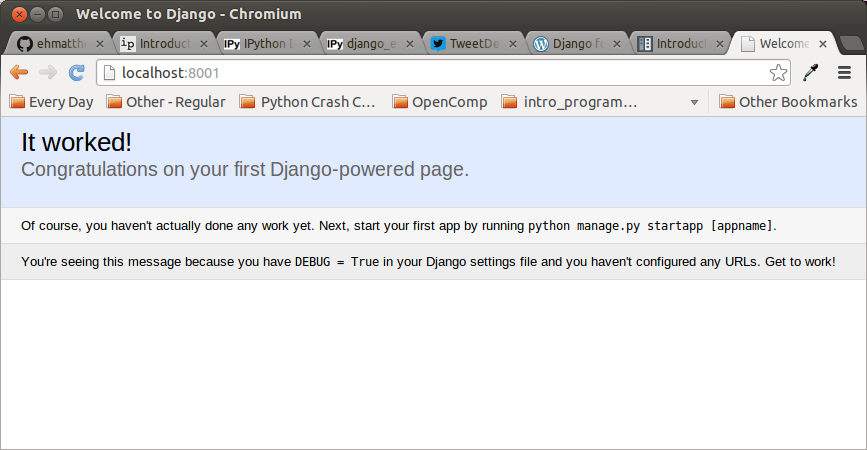 Welcome to Django - Chromium
ehmatthe
ip Introduct
IPy IPython D
IPy django_e
TweetDe
Django f
Introduct
Welcome
localhost:8001
Every Day
Other - Regular
Python Crash C...
OpenComp
intro_program...
Other Bookmarks
It worked!
Congratulations on your first Django-powered page.
Of course, you haven't actually done any work yet. Next, start your first app by running python manage.py startapp [appname].
You're seeing this message because you have DEBUG = True in your Django settings file and you haven't configured any URLs. Get to work!